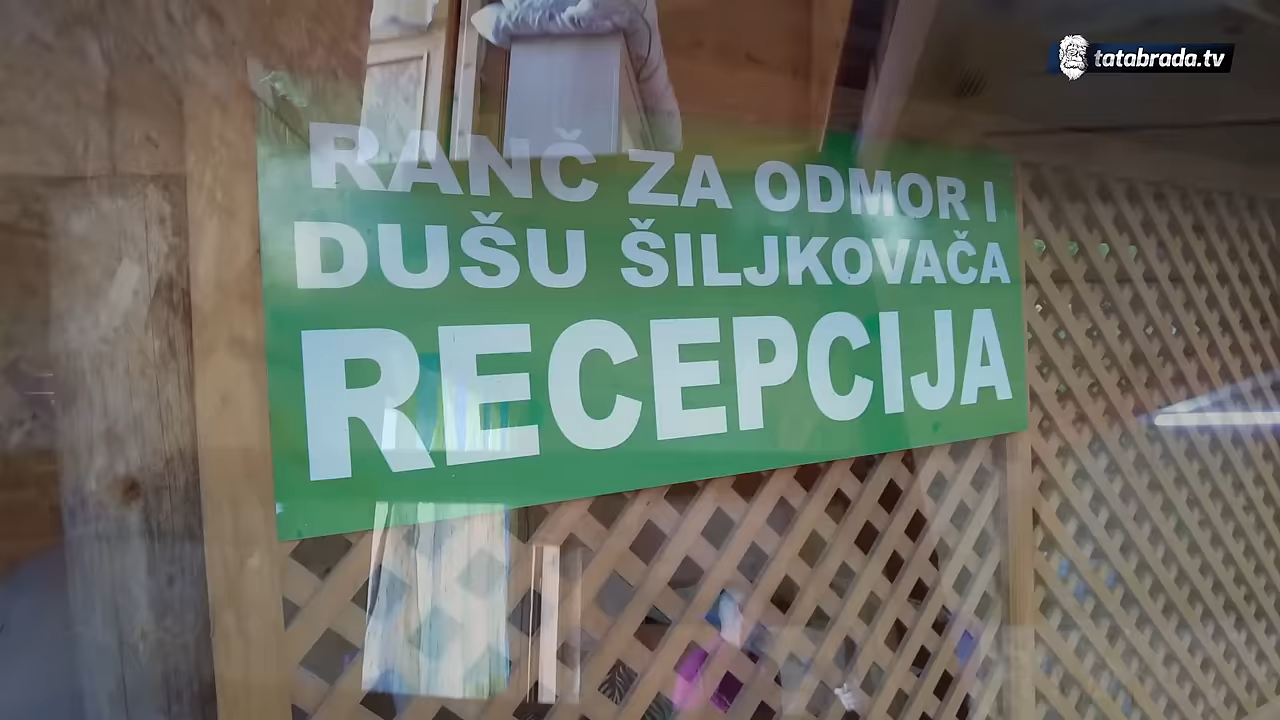 tatabrada.tv
RANČ ZA ODMOR I
DUŠU ŠILJKOVAČA
RECEPCIJA